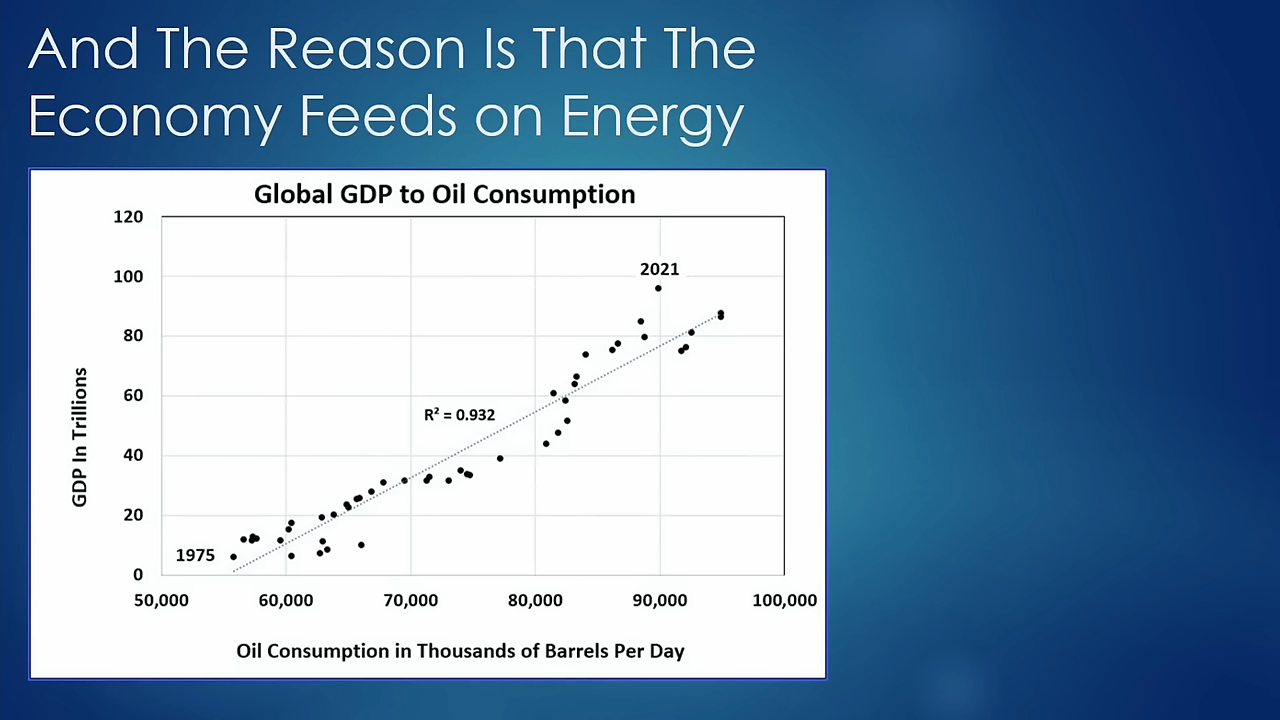 And The Reason Is That The
Economy Feeds on Energy
Global GDP to Oil Consumption
120
100
80
60
40
20
0
GDP In Trillions
2021
R² = 0.932
1975
50,000 60,000 70,000 80,000 90,000 100,000
Oil Consumption in Thousands of Barrels Per Day